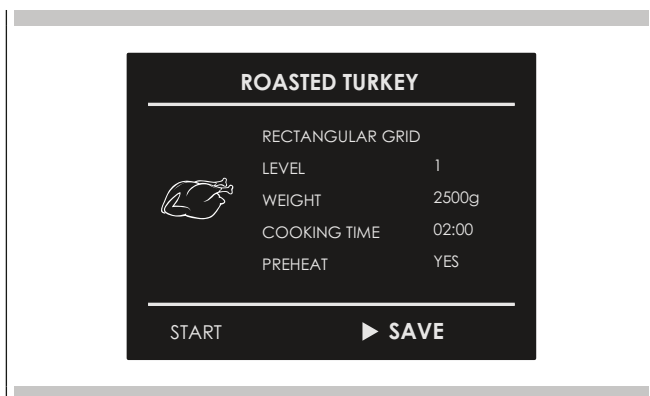 ROASTED TURKEY
RECTANGULAR GRID
LEVEL 1
WEIGHT 2500g
COOKING TIME 02:00
PREHEAT YES
START ▶ SAVE